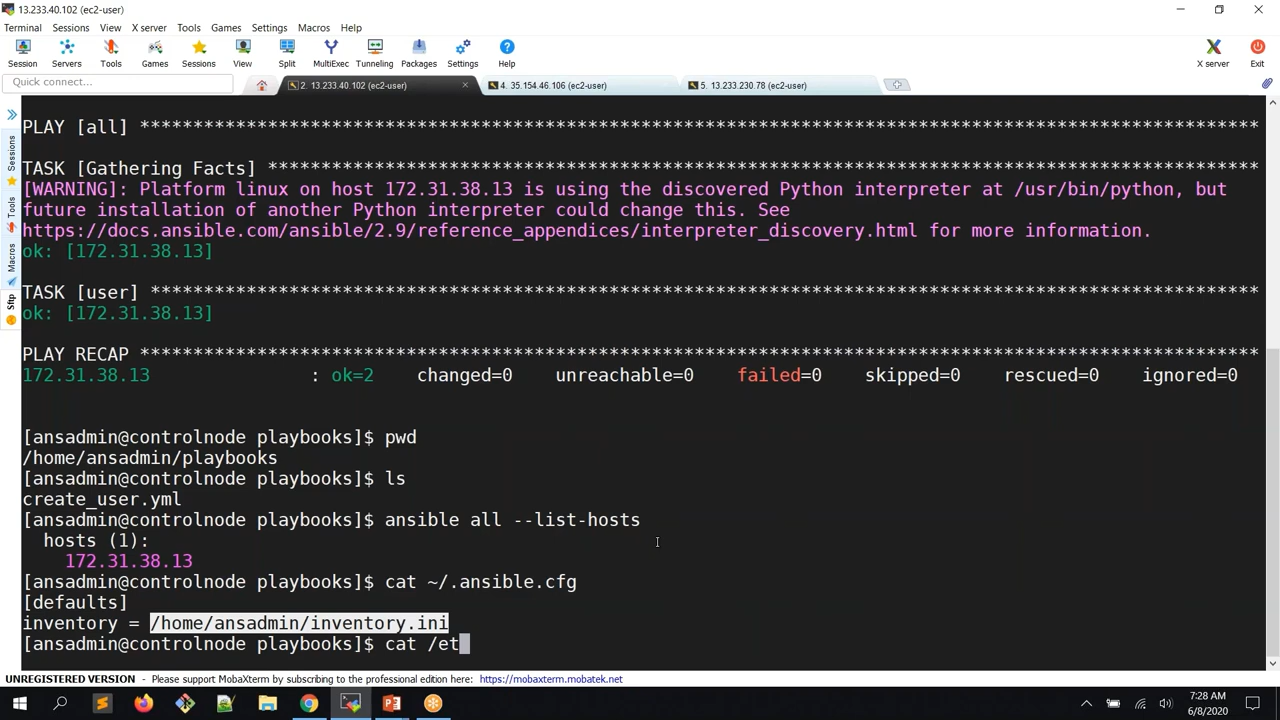 13.233.40.102 (ec2-user)
Terminal Sessions View X server Tools Games Settings Macros Help
Session Servers Tools Games Sessions View Split MultiExec Tunneling Packages Settings Help X server Exit
Quick connect...
2. 13.233.40.102 (ec2-user)
4. 35.154.46.106 (ec2-user)
5. 13.233.230.78 (ec2-user)
Sessions
Tools
Macros
Sftp
PLAY [all] ********************************************************************************************************
TASK [Gathering Facts] ********************************************************************************************
[WARNING]: Platform linux on host 172.31.38.13 is using the discovered Python interpreter at /usr/bin/python, but
future installation of another Python interpreter could change this. See
https://docs.ansible.com/ansible/2.9/reference_appendices/interpreter_discovery.html for more information.
ok: [172.31.38.13]
TASK [user] *******************************************************************************************************
ok: [172.31.38.13]
PLAY RECAP ********************************************************************************************************
172.31.38.13 : ok=2 changed=0 unreachable=0 failed=0 skipped=0 rescued=0 ignored=0
[ansadmin@controlnode playbooks]$ pwd
/home/ansadmin/playbooks
[ansadmin@controlnode playbooks]$ ls
create_user.yml
[ansadmin@controlnode playbooks]$ ansible all --list-hosts
hosts (1):
172.31.38.13
[ansadmin@controlnode playbooks]$ cat ~/.ansible.cfg
[defaults]
inventory = /home/ansadmin/inventory.ini
[ansadmin@controlnode playbooks]$ cat /et
UNREGISTERED VERSION - Please support MobaXterm by subscribing to the professional edition here: https://mobaxterm.mobatek.net
7:28 AM
6/8/2020